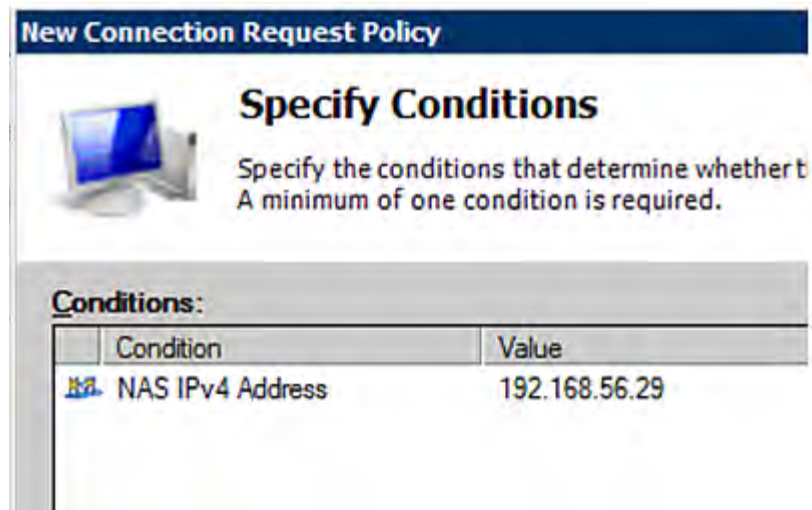 New Connection Request Policy
Specify Conditions
Specify the conditions that determine whether
A minimum of one condition is required.
Conditions:
Condition Value
NAS IPv4 Address 192.168.56.29